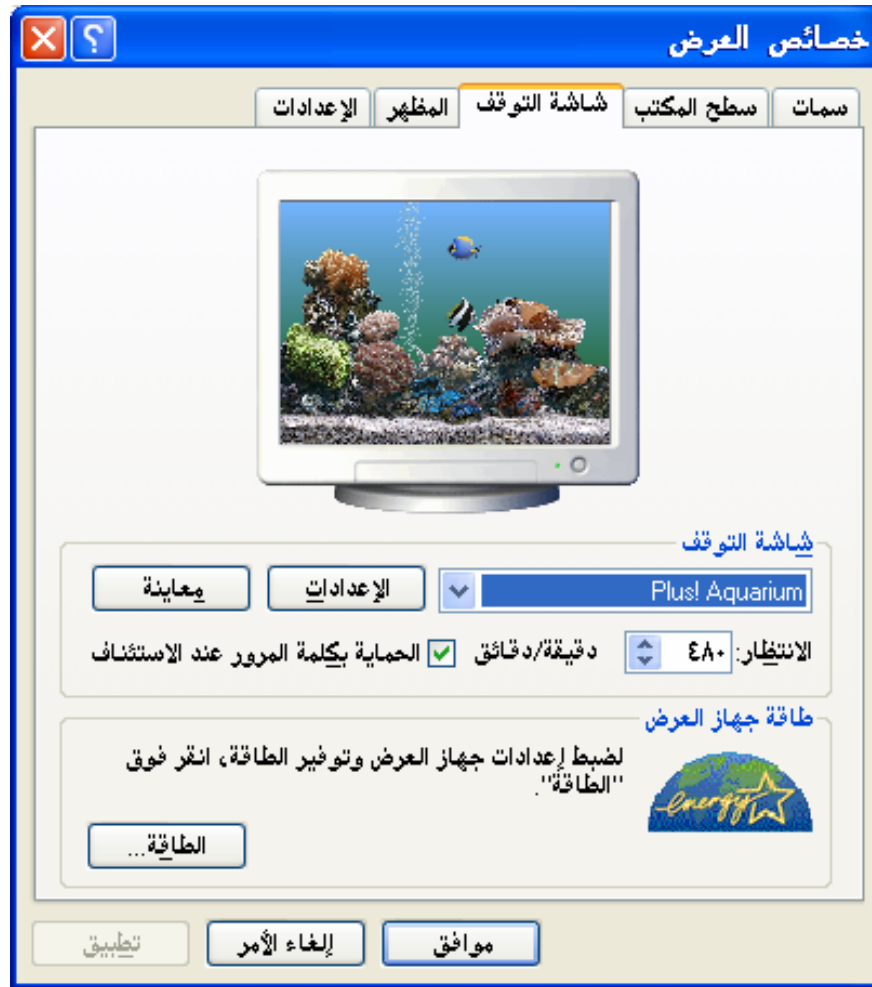 خصائص العرض
سمات
سطح المكتب
شاشة التوقف
المظهر
الإعدادات
شاشة التوقف
Plus! Aquarium
الإعدادات
معاينة
الانتظار: ٤٨٠ دقيقة/دقائق
الحماية بكلمة المرور عند الاستئناف
طاقة جهاز العرض
energy
لضبط إعدادات جهاز العرض وتوفير الطاقة، انقر فوق
"الطاقة".
الطاقة...
موافق
إلغاء الأمر
تطبيق